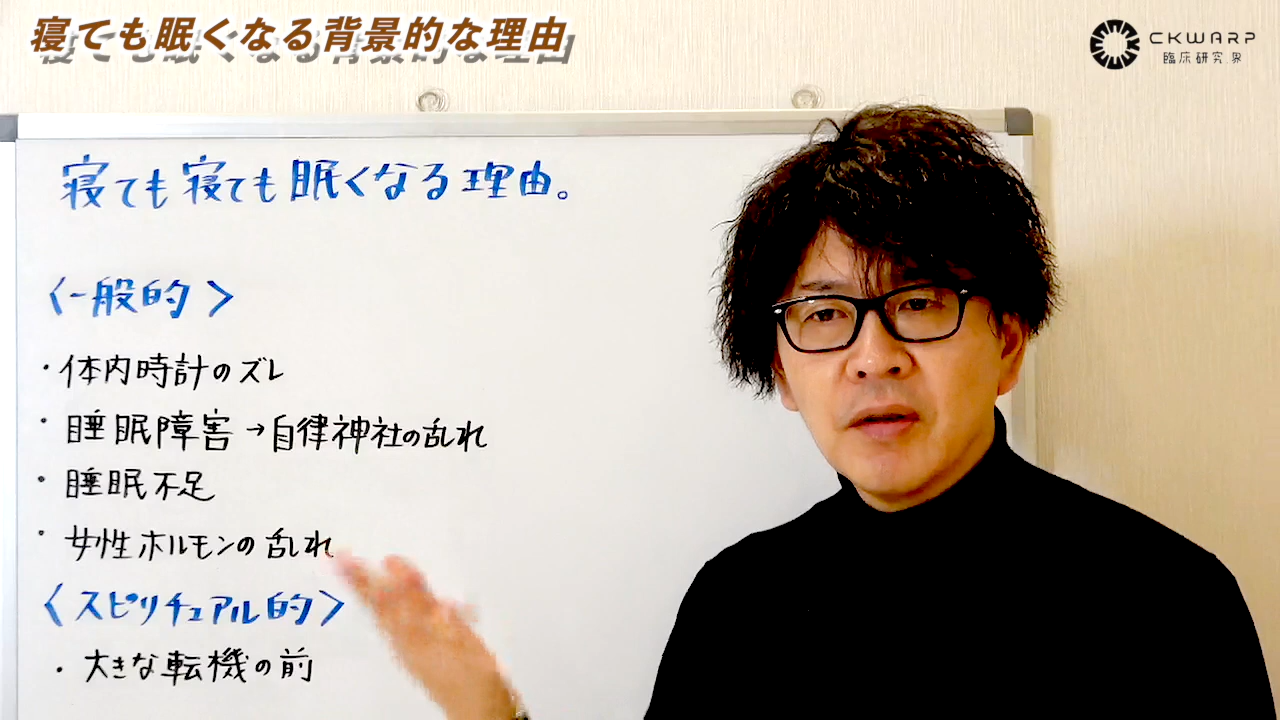 寝ても眠くなる背景的な理由
CKWARP
臨床研究.界
寝ても寝ても眠くなる理由。
〈一般的〉
・体内時計のズレ
・睡眠障害→自律神社の乱れ
・睡眠不足
・女性ホルモンの乱れ
〈スピリチュアル的〉
・大きな転機の前